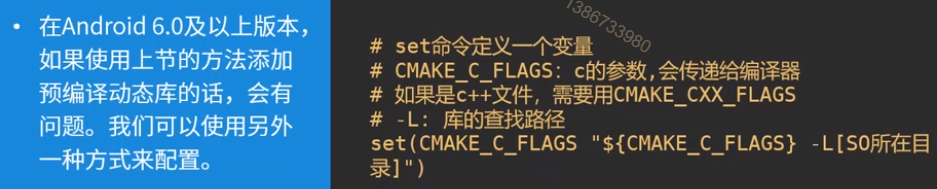 • 在Android 6.0及以上版本，
如果使用上节的方法添加
预编译动态库的话，会有
问题。我们可以使用另外
一种方式来配置。
1386733980
# set命令定义一个变量
# CMAKE_C_FLAGS: c的参数,会传递给编译器
# 如果是c++文件，需要用CMAKE_CXX_FLAGS
# -L: 库的查找路径
set(CMAKE_C_FLAGS "${CMAKE_C_FLAGS} -L[SO所在目
录]")